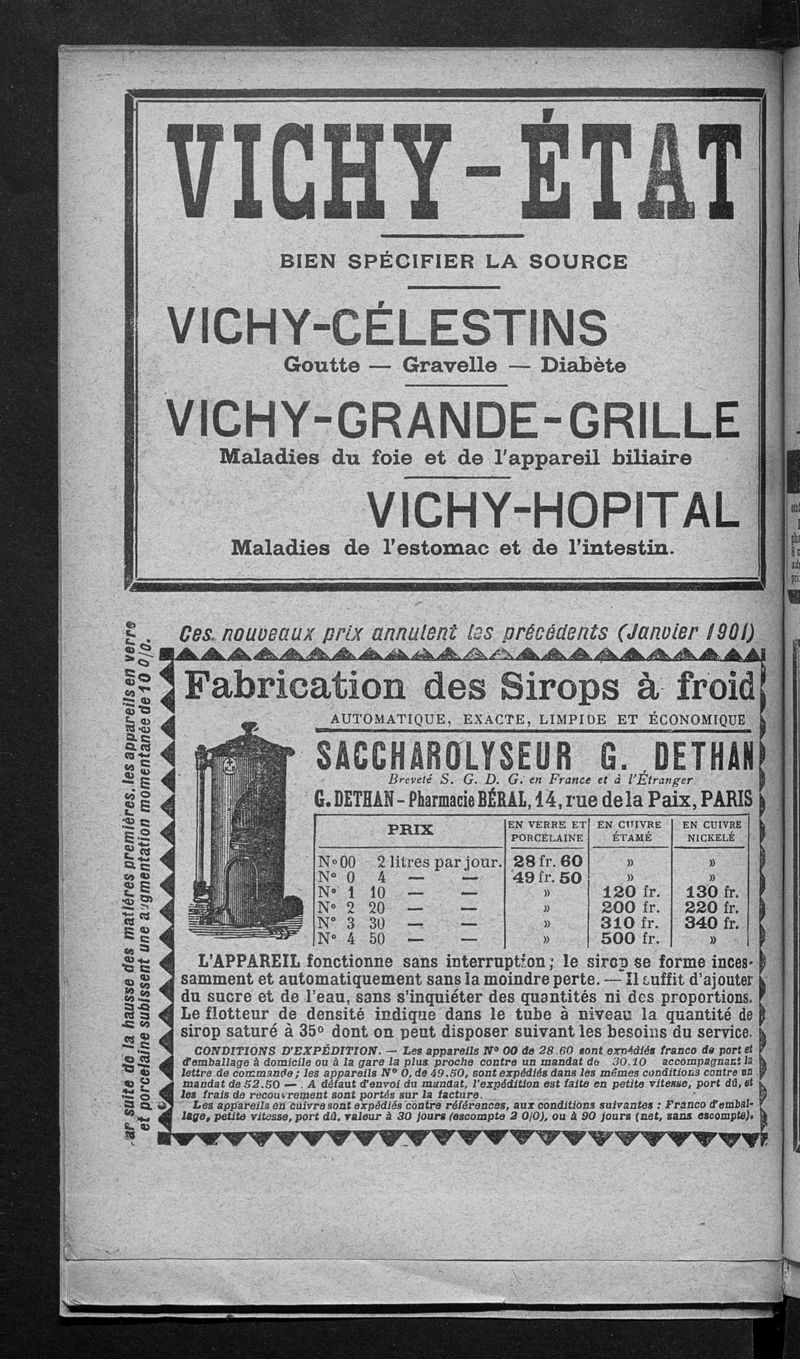 VICHY-ÉTAT
BIEN SPÉCIFIER LA SOURCE
VICHY-CÉLESTINS
Goutte — Gravelle — Diabète
VICHY-GRANDE-GRILLE
Maladies du foie et de l'appareil biliaire
VICHY-HOPITAL
Maladies de l'estomac et de l'intestin.
Ces nouveaux prix annulent les précédents (Janvier 1901)
ar suite de la hausse des matières premières, les appareils en verre
et porcelaine subissent une augmentation momentanée de 10 0/0.
Fabrication des Sirops à froid
AUTOMATIQUE, EXACTE, LIMPIDE ET ÉCONOMIQUE
SACCHAROLYSEUR G. DETHAN
Breveté S. G. D. G. en France et à l'Étranger
G. DETHAN - Pharmacie BÉRAL, 14, rue de la Paix, PARIS
PRIX EN VERRE ET PORCELAINE EN CUIVRE ÉTAMÉ EN CUIVRE NICKELÉ
N° 00 2 litres par jour. 28 fr. 60 » »
N° 0 4 — — 49 fr. 50 » »
N° 1 10 — — » 120 fr. 130 fr.
N° 2 20 — — » 200 fr. 220 fr.
N° 3 30 — — » 310 fr. 340 fr.
N° 4 50 — — » 500 fr. »
L'APPAREIL fonctionne sans interruption; le sirop se forme inces-
samment et automatiquement sans la moindre perte. — Il suffit d'ajouter
du sucre et de l'eau, sans s'inquiéter des quantités ni des proportions.
Le flotteur de densité indique dans le tube à niveau la quantité de
sirop saturé à 35° dont on peut disposer suivant les besoins du service.
CONDITIONS D'EXPÉDITION. — Les appareils N° 00 de 28.60 sont expédiés franco de port et
d'emballage à domicile ou à la gare la plus proche contre un mandat de 30.10 accompagnant la
lettre de commande; les appareils N° 0, de 49.50, sont expédiés dans les mêmes conditions contre un
mandat de 52.50 —. A défaut d'envoi du mandat, l'expédition est faite en petite vitesse, port dû, et
les frais de recouvrement sont portés sur la facture.
Les appareils en cuivre sont expédiés contre références, aux conditions suivantes : Franco d'embal-
lage, petite vitesse, port dû, valeur à 30 jours (escompte 2 0/0), ou à 90 jours (net, sans escompte).